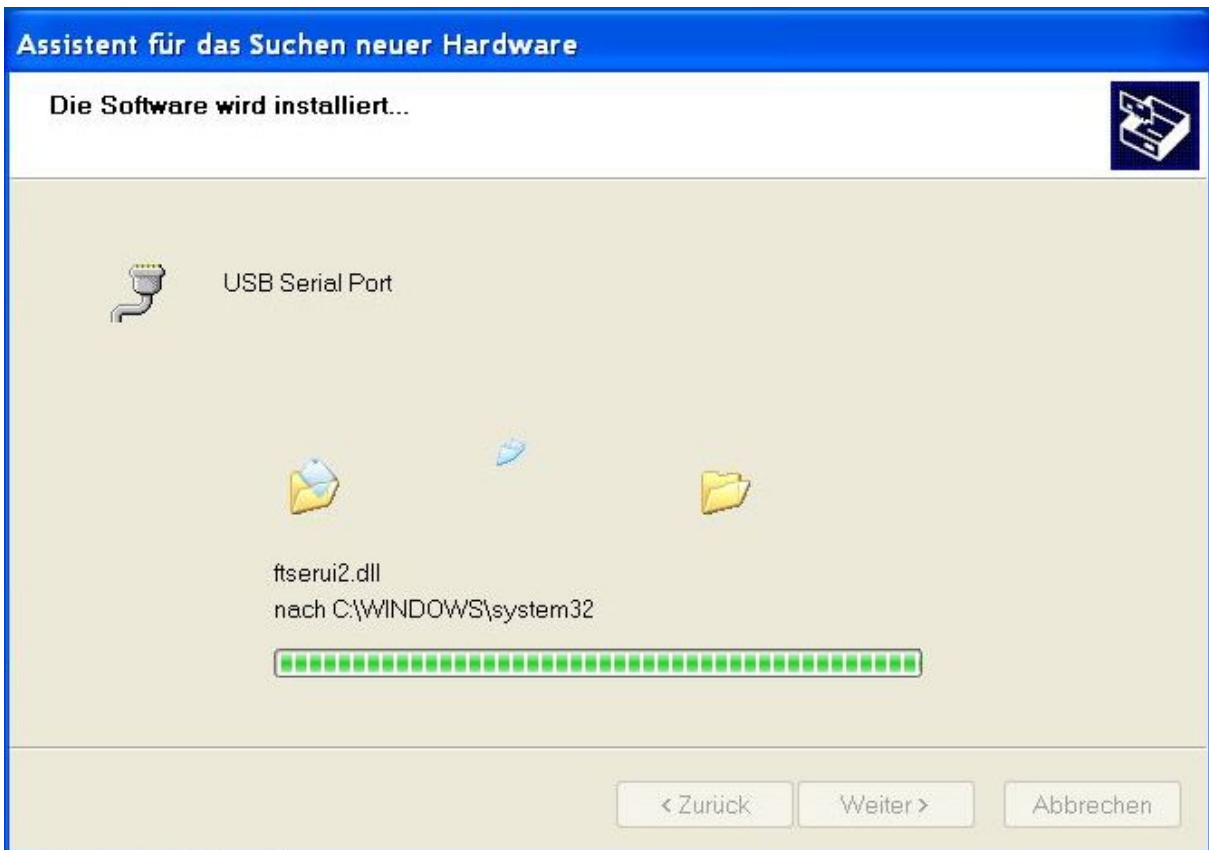 Assistent für das Suchen neuer Hardware
Die Software wird installiert...
USB Serial Port
ftserui2.dll
nach C:\WINDOWS\system32
< Zurück
Weiter >
Abbrechen